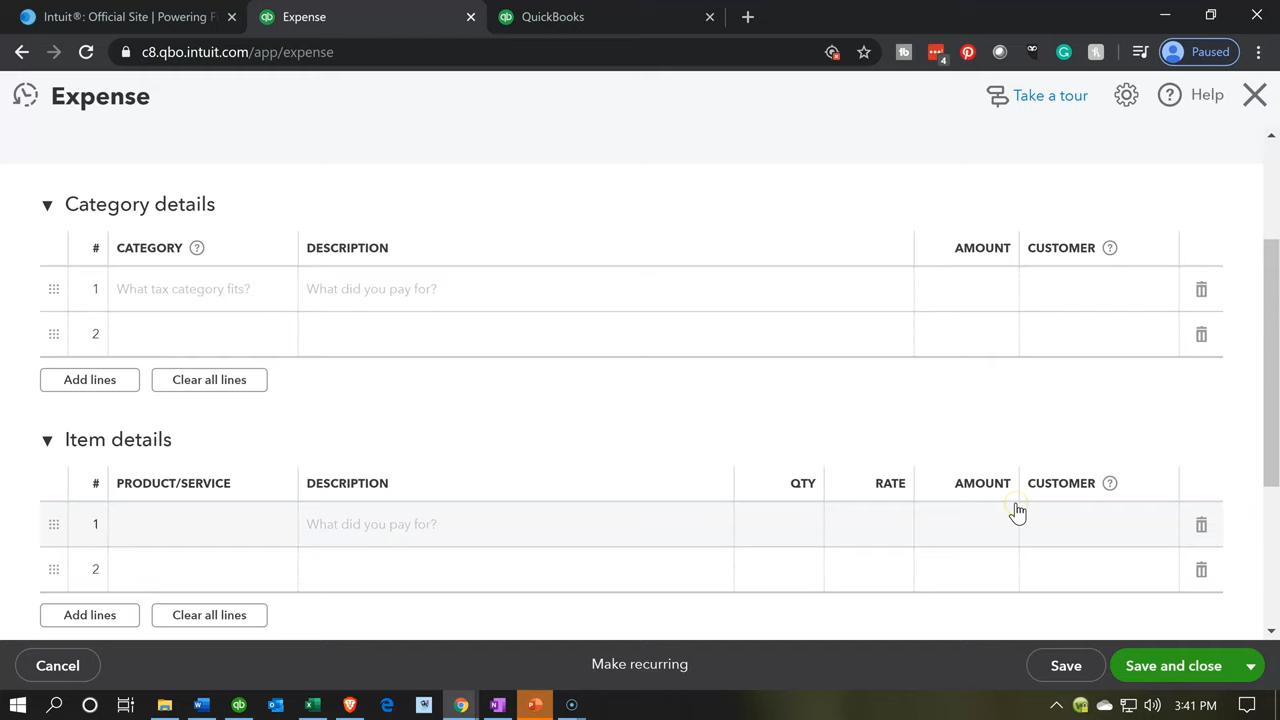 Intuit®: Official Site | Powering F
Expense
QuickBooks
c8.qbo.intuit.com/app/expense
4
Paused
Expense
Take a tour
Help
Category details
# CATEGORY DESCRIPTION AMOUNT CUSTOMER
1 What tax category fits? What did you pay for?
2
Add lines Clear all lines
Item details
# PRODUCT/SERVICE DESCRIPTION QTY RATE AMOUNT CUSTOMER
1 What did you pay for?
2
Add lines Clear all lines
Cancel
Make recurring
Save
Save and close
3:41 PM